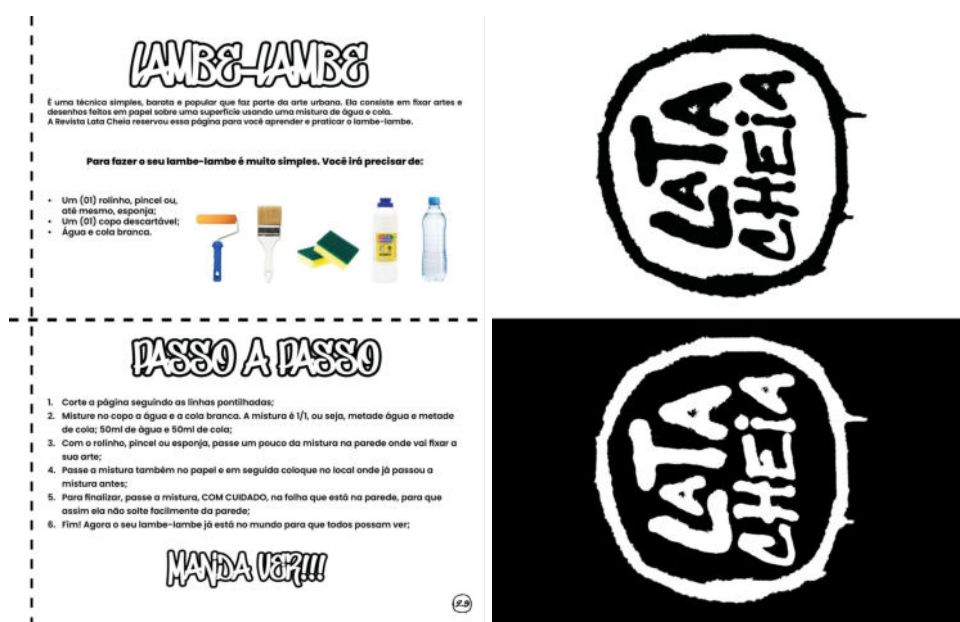 LAMBE-LAMBE
É uma técnica simples, barata e popular que faz parte da arte urbana. Ela consiste em fixar artes e
desenhos feitos em papel sobre uma superfície usando uma mistura de água e cola.
A Revista Lata Cheia reservou essa página para você aprender e praticar o lambe-lambe.
Para fazer o seu lambe-lambe é muito simples. Você irá precisar de:
• Um (01) rolinho, pincel ou,
até mesmo, esponja;
• Um (01) copo descartável;
• Água e cola branca.
PASSO A PASSO
1. Corte a página seguindo as linhas pontilhadas;
2. Misture no copo a água e a cola branca. A mistura é 1/1, ou seja, metade água e metade
de cola; 50ml de água e 50ml de cola;
3. Com o rolinho, pincel ou esponja, passe um pouco da mistura na parede onde vai fixar a
sua arte;
4. Passe a mistura também no papel e em seguida coloque no local onde já passou a
mistura antes;
5. Para finalizar, passe a mistura, COM CUIDADO, na folha que está na parede, para que
assim ela não solte facilmente da parede;
6. Fim! Agora o seu lambe-lambe já está no mundo para que todos possam ver;
MANDA VER!!!
LATA
CHEiA
LATA
CHEiA